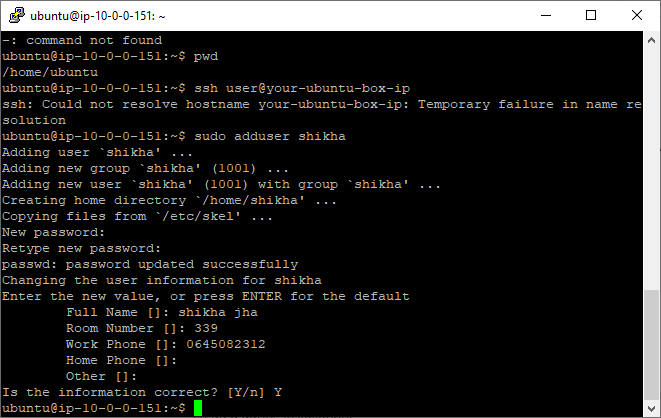 ubuntu@ip-10-0-0-151: ~
-: command not found
ubuntu@ip-10-0-0-151:~$ pwd
/home/ubuntu
ubuntu@ip-10-0-0-151:~$ ssh user@your-ubuntu-box-ip
ssh: Could not resolve hostname your-ubuntu-box-ip: Temporary failure in name re
solution
ubuntu@ip-10-0-0-151:~$ sudo adduser shikha
Adding user `shikha' ...
Adding new group `shikha' (1001) ...
Adding new user `shikha' (1001) with group `shikha' ...
Creating home directory `/home/shikha' ...
Copying files from `/etc/skel' ...
New password:
Retype new password:
passwd: password updated successfully
Changing the user information for shikha
Enter the new value, or press ENTER for the default
        Full Name []: shikha jha
        Room Number []: 339
        Work Phone []: 0645082312
        Home Phone []:
        Other []:
Is the information correct? [Y/n] Y
ubuntu@ip-10-0-0-151:~$